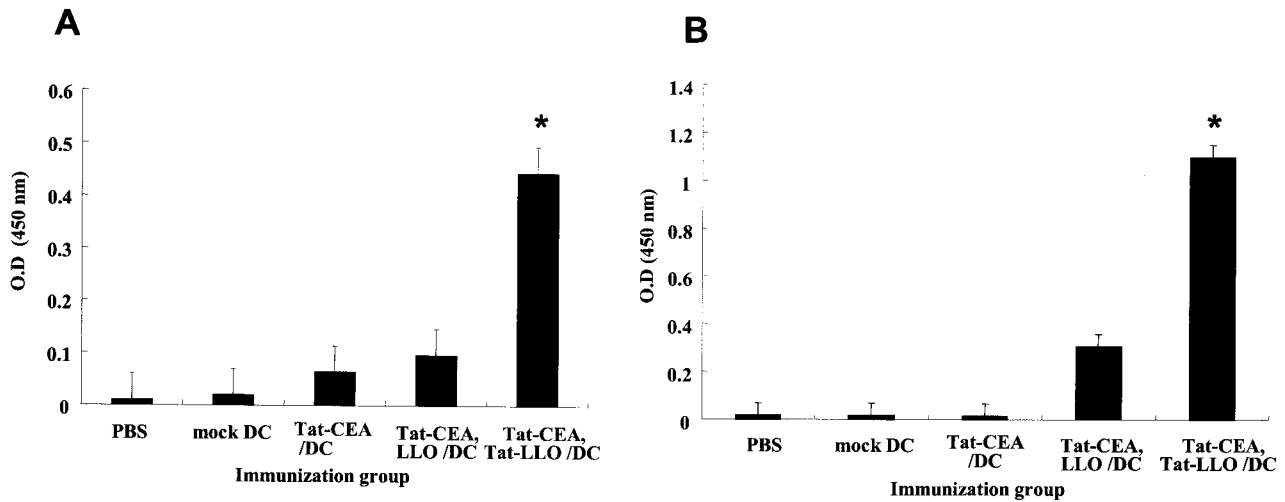 A
0.6
0.5
0.4
0.3
0.2
0.1
0
O.D (450 nm)
*
PBS
mock DC
Tat-CEA
/DC
Tat-CEA,
LLO /DC
Tat-CEA,
Tat-LLO /DC
Immunization group
B
1.4
1.2
1
0.8
0.6
0.4
0.2
0
O.D (450 nm)
*
PBS
mock DC
Tat-CEA
/DC
Tat-CEA,
LLO /DC
Tat-CEA,
Tat-LLO /DC
Immunization group